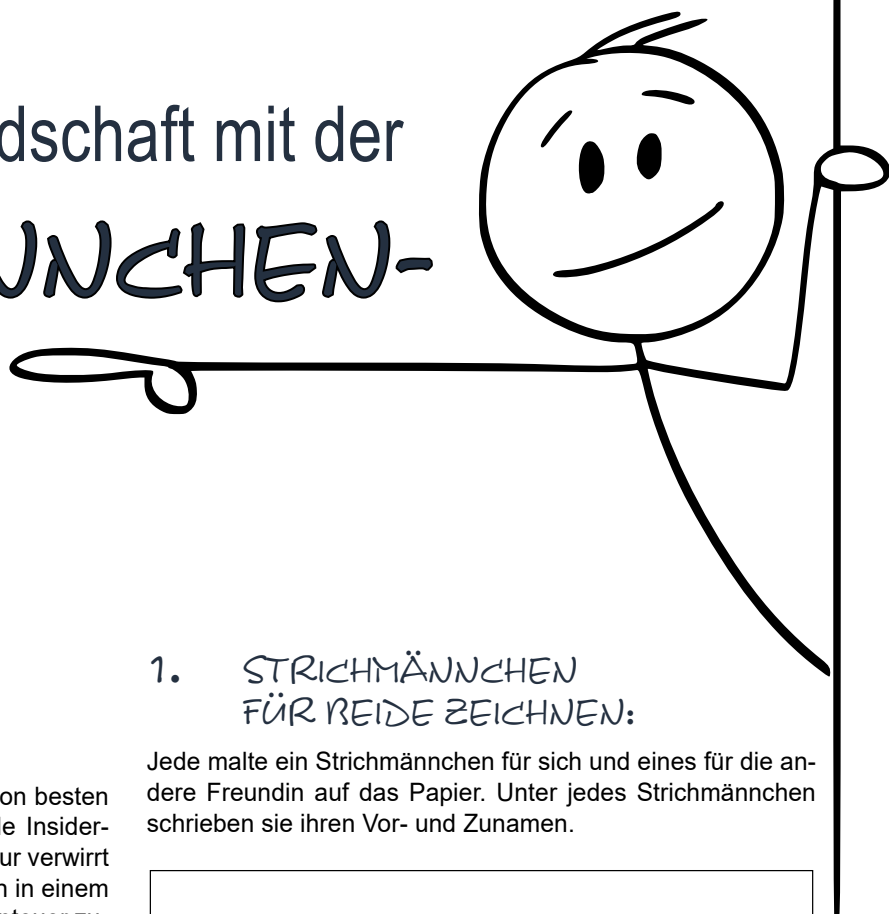 dschaft mit der
NNCHEN-
1. STRICHMÄNNCHEN
FÜR BEIDE ZEICHNEN:
Jede malte ein Strichmännchen für sich und eines für die an-
dere Freundin auf das Papier. Unter jedes Strichmännchen
schrieben sie ihren Vor- und Zunamen.
on besten
le Insider-
ur verwirrt
n in einem